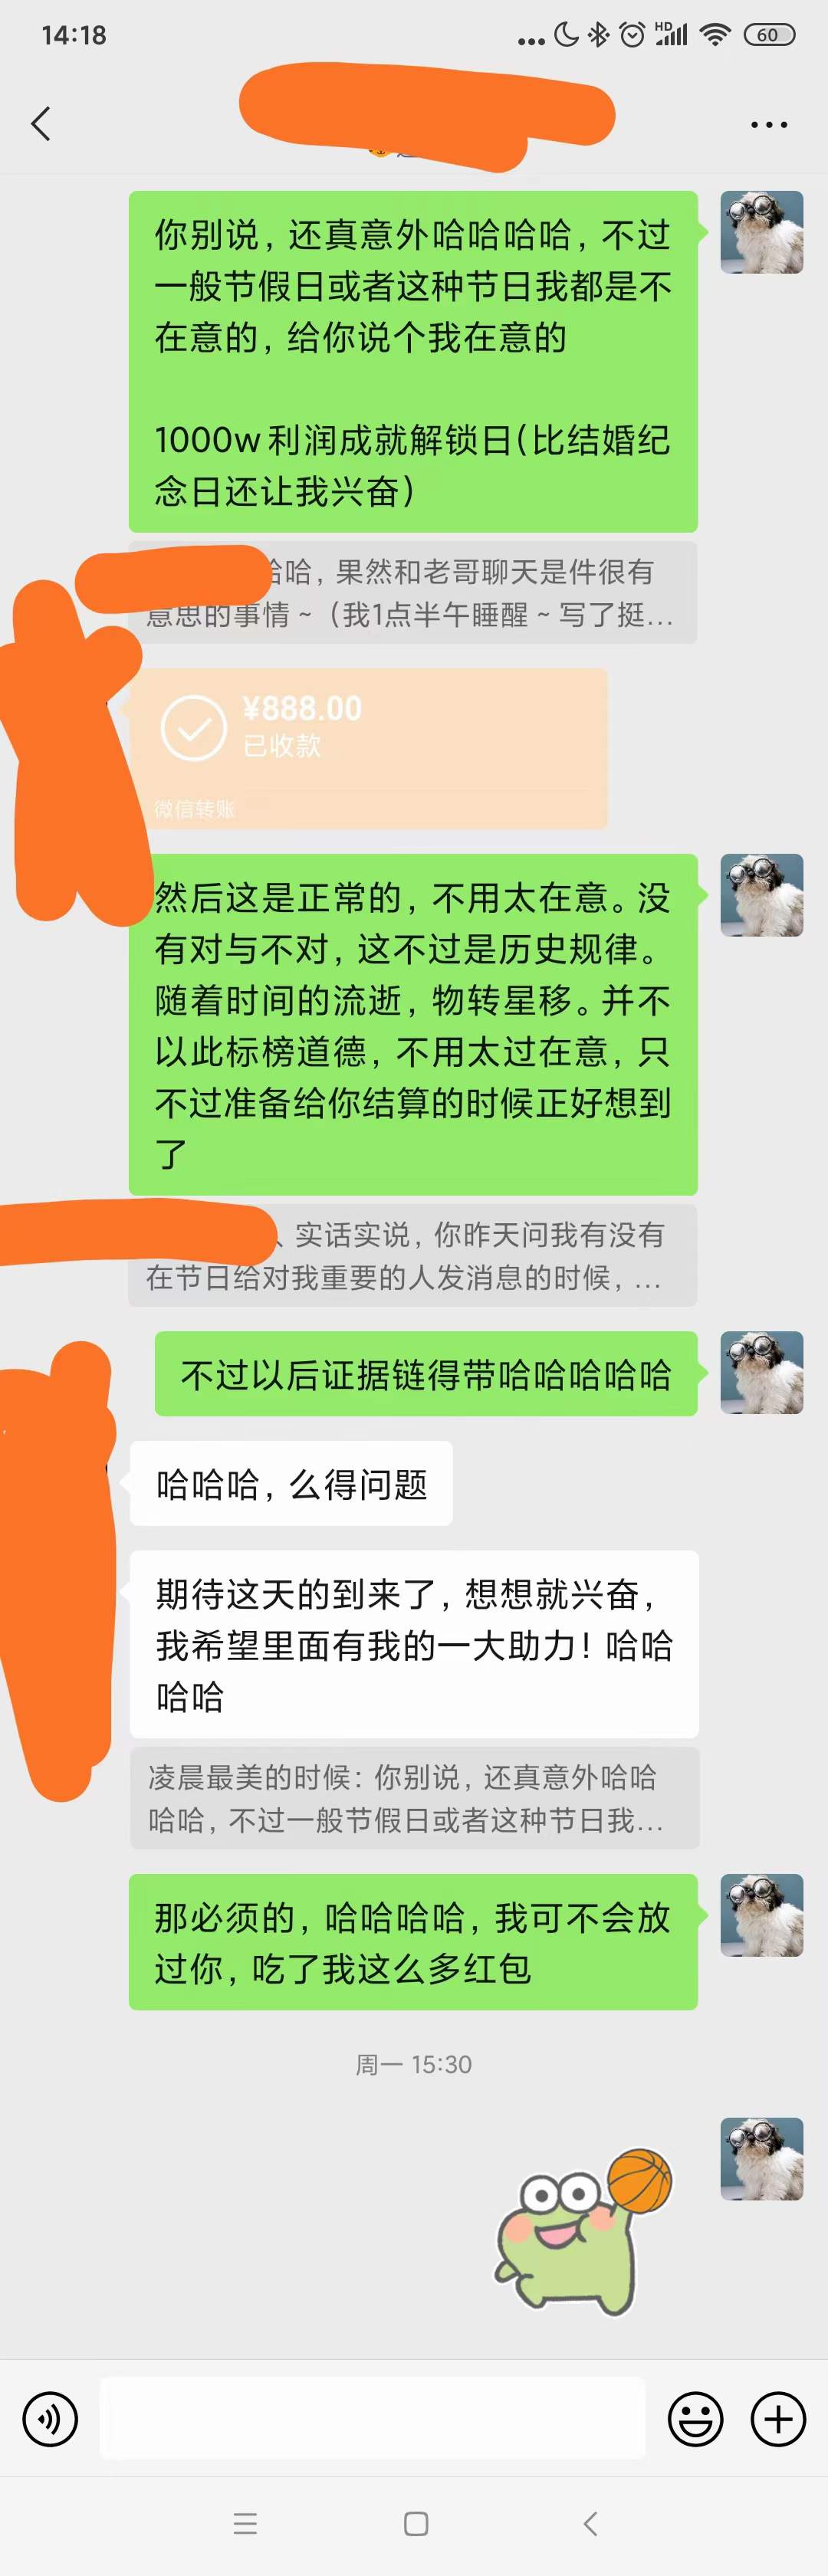 14:18
HD
60
你别说，还真意外哈哈哈哈，不过
一般节假日或者这种节日我都是不
在意的，给你说个我在意的
1000w利润成就解锁日（比结婚纪
念日还让我兴奋）
哈，果然和老哥聊天是件很有
意思的事情~（我1点半午睡醒~写了挺...
¥888.00
已收款
微信转账
然后这是正常的，不用太在意。没
有对与不对，这不过是历史规律。
随着时间的流逝，物转星移。并不
以此标榜道德，不用太过在意，只
不过准备给你结算的时候正好想到
了
、实话实说，你昨天问我有没有
在节日给对我重要的人发消息的时候，...
不过以后证据链得带哈哈哈哈哈
哈哈哈，么得问题
期待这天的到来了，想想就兴奋，
我希望里面有我的一大助力！哈哈
哈哈
凌晨最美的时候：你别说，还真意外哈哈
哈哈，不过一般节假日或者这种节日我...
那必须的，哈哈哈哈，我可不会放
过你，吃了我这么多红包
周一 15:30